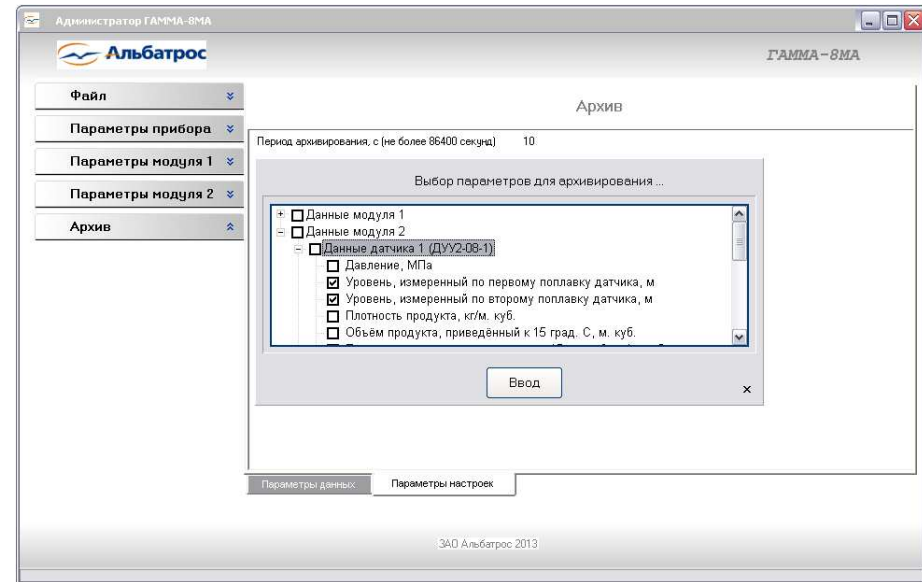 Администратор ГАММА-8МА
Альбатрос
ГАММА-8МА
Файл
Параметры прибора
Параметры модуля 1
Параметры модуля 2
Архив
Архив
Период архивирования, с (не более 86400 секунд) 10
Выбор параметров для архивирования ...
Данные модуля 1
Данные модуля 2
Данные датчика 1 (ДУУ2-08-1)
Давление, МПа
Уровень, измеренный по первому поплавку датчика, м
Уровень, измеренный по второму поплавку датчика, м
Плотность продукта, кг/м. куб.
Объём продукта, приведённый к 15 град. С, м. куб.
Ввод
x
Параметры данных Параметры настроек
ЗАО Альбатрос 2013